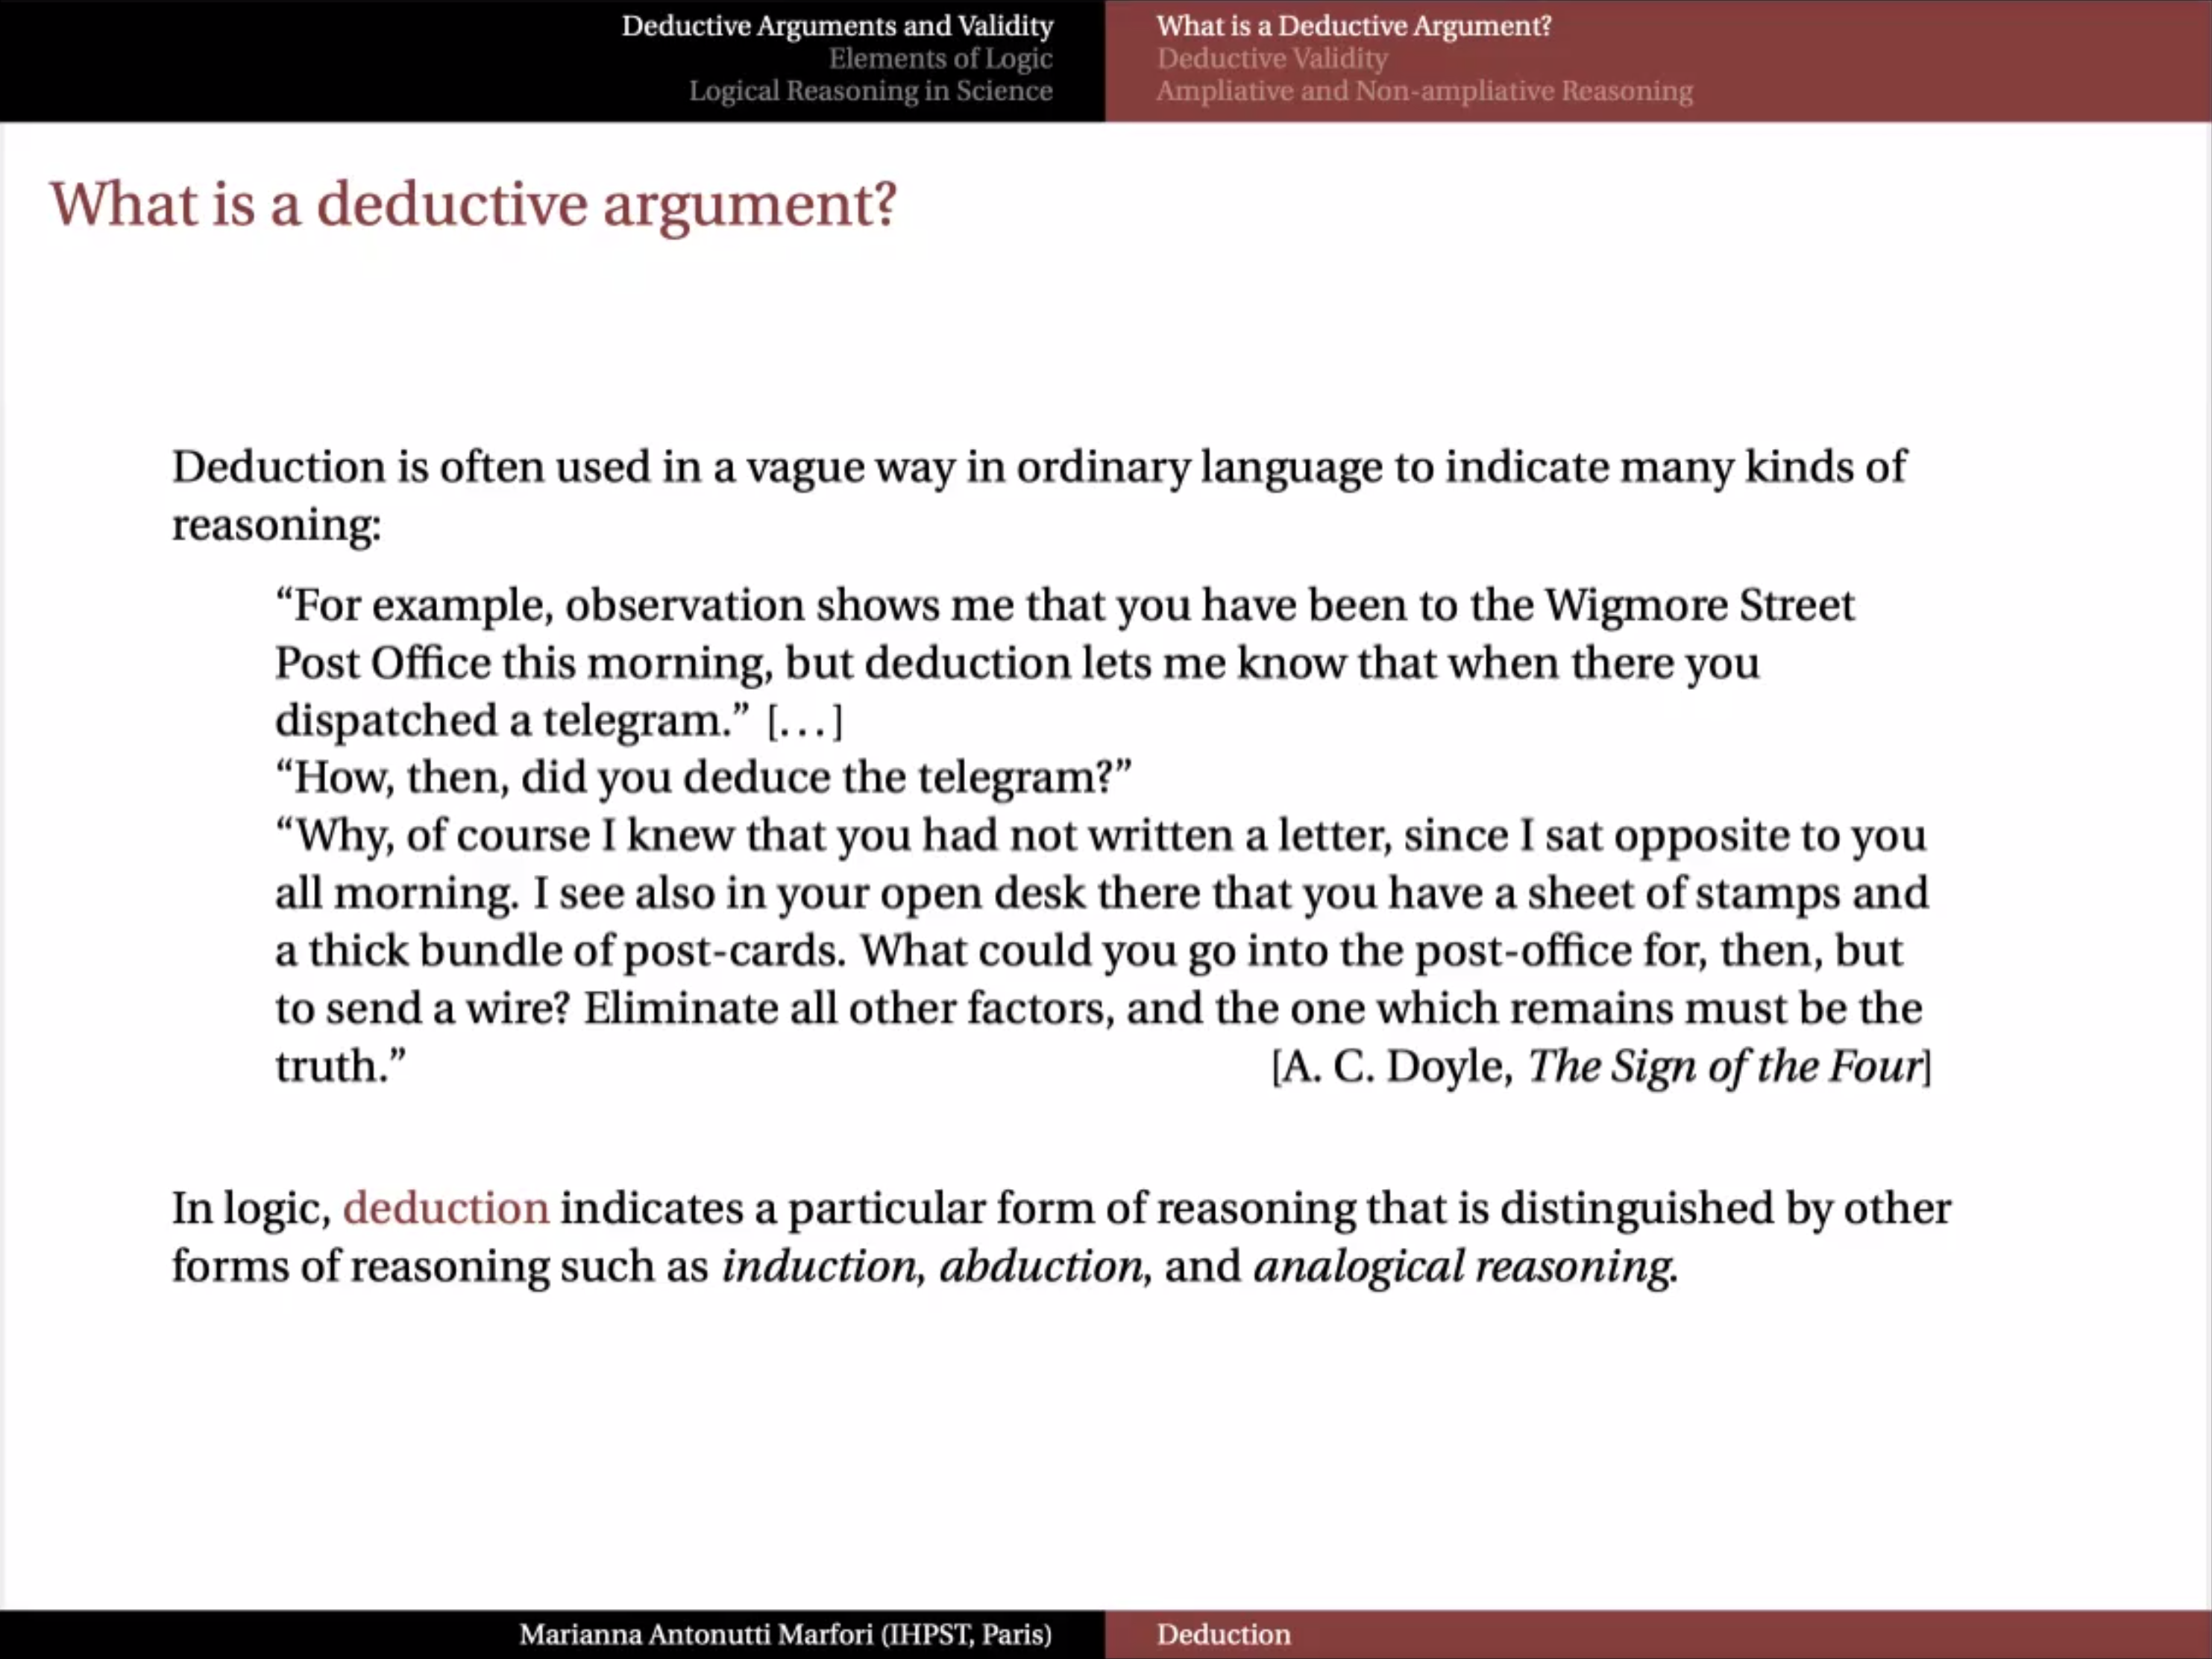 Deductive Arguments and Validity
Elements of Logic
Logical Reasoning in Science
What is a Deductive Argument?
Deductive Validity
Ampliative and Non-ampliative Reasoning
What is a deductive argument?
Deduction is often used in a vague way in ordinary language to indicate many kinds of
reasoning:
“For example, observation shows me that you have been to the Wigmore Street
Post Office this morning, but deduction lets me know that when there you
dispatched a telegram.” [...]
“How, then, did you deduce the telegram?”
“Why, of course I knew that you had not written a letter, since I sat opposite to you
all morning. I see also in your open desk there that you have a sheet of stamps and
a thick bundle of post-cards. What could you go into the post-office for, then, but
to send a wire? Eliminate all other factors, and the one which remains must be the
truth.” [A. C. Doyle, The Sign of the Four]
In logic, deduction indicates a particular form of reasoning that is distinguished by other
forms of reasoning such as induction, abduction, and analogical reasoning.
Marianna Antonutti Marfori (IHPST, Paris)
Deduction